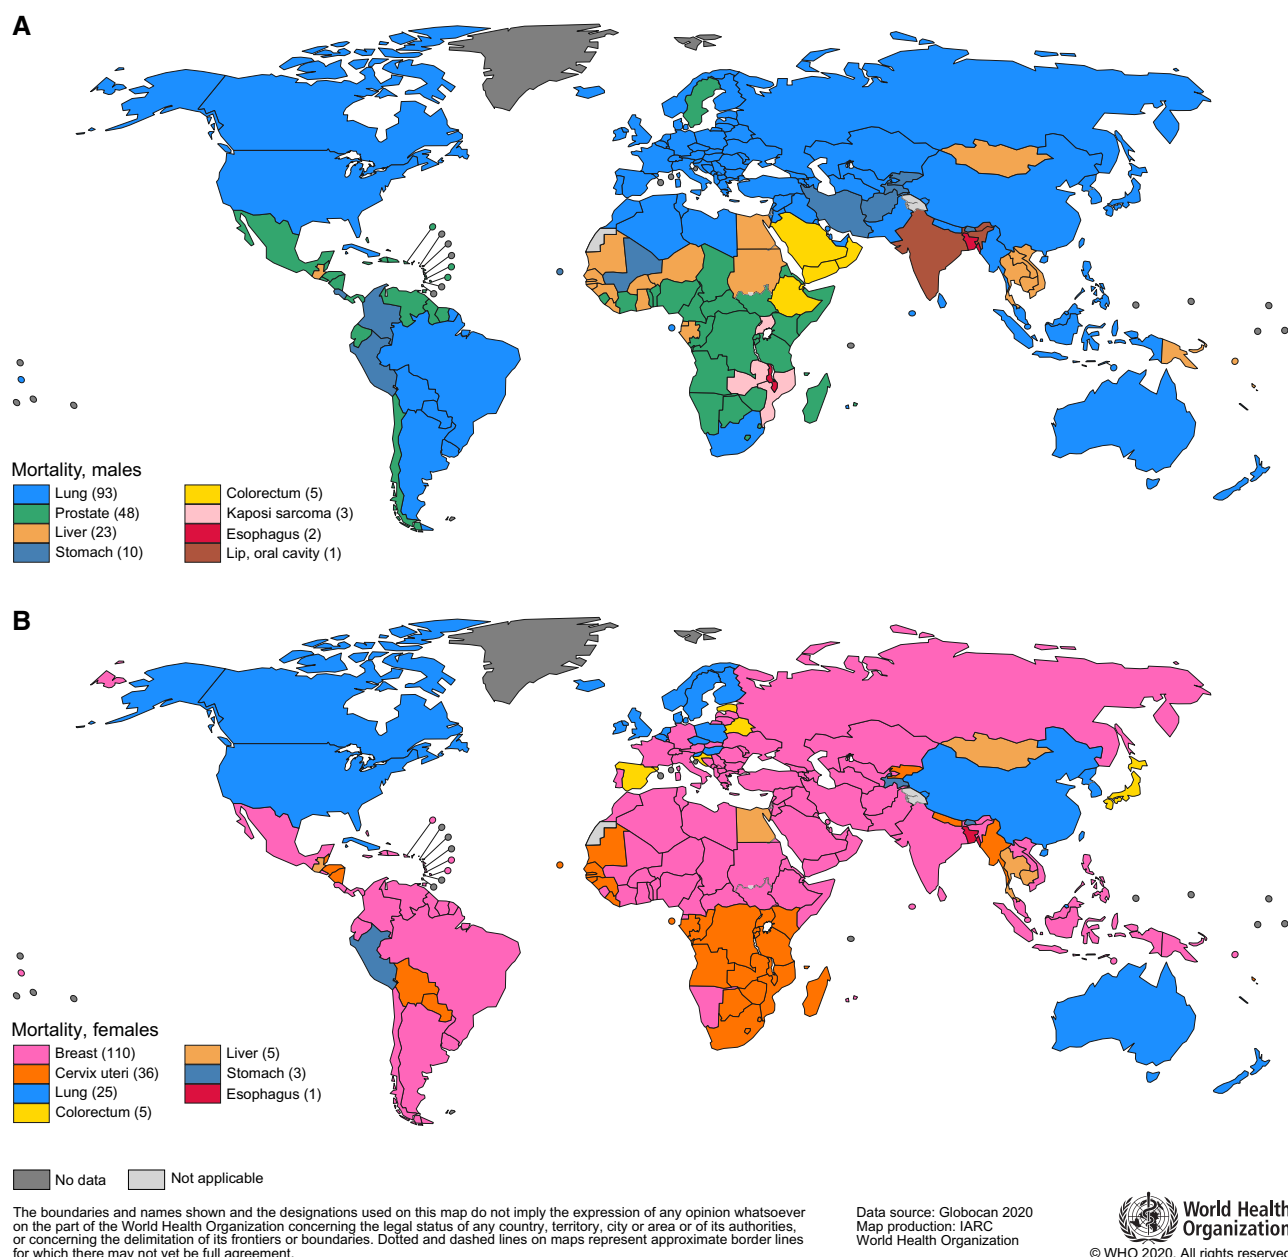 A
Mortality, males
Lung (93)
Prostate (48)
Liver (23)
Stomach (10)
Colorectum (5)
Kaposi sarcoma (3)
Esophagus (2)
Lip, oral cavity (1)
B
Mortality, females
Breast (110)
Cervix uteri (36)
Lung (25)
Colorectum (5)
Liver (5)
Stomach (3)
Esophagus (1)
No data
Not applicable
The boundaries and names shown and the designations used on this map do not imply the expression of any opinion whatsoever
on the part of the World Health Organization concerning the legal status of any country, territory, city or area or of its authorities,
or concerning the delimitation of its frontiers or boundaries. Dotted and dashed lines on maps represent approximate border lines
for which there may not yet be full agreement.
Data source: Globocan 2020
Map production: IARC
World Health Organization
World Health
Organization
© WHO 2020. All rights reserved